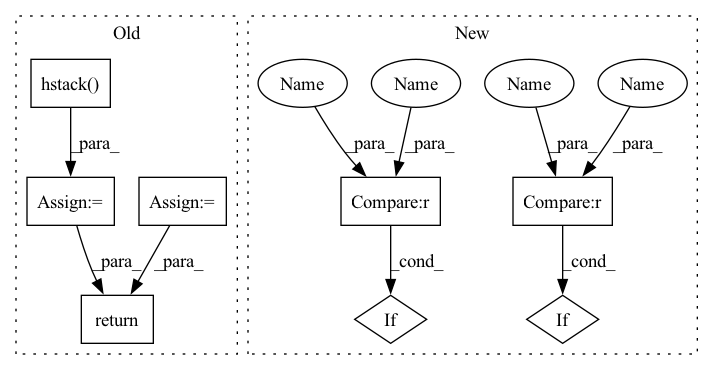 Old
New
hstack()
Name
Name
Name
Name
_para_
_para_
_para_
_para_
_para_
Assign:=
Assign:=
Compare:r
Compare:r
_para_
_para_
_cond_
_cond_
return
If
If